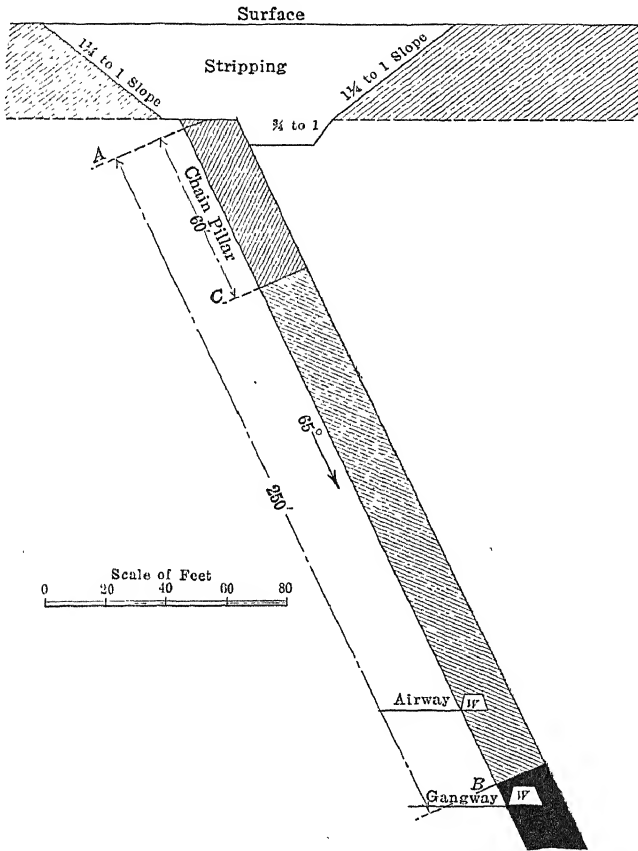 Surface
1¼ to 1 Slope
Stripping
1¼ to 1 Slope
¾ to 1
A
Chain Pillar
60'
C
65°
250'
Scale of Feet
0 20 40 60 80
Airway W
B
Gangway W